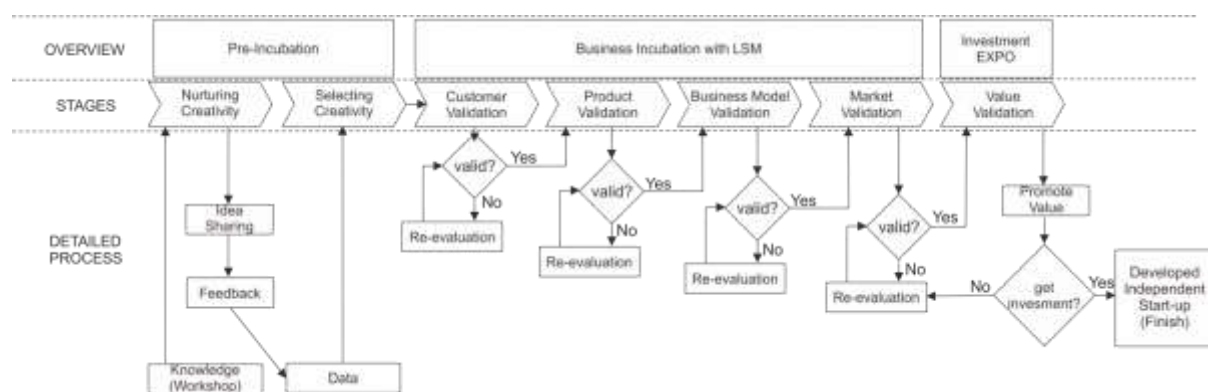 OVERVIEW
Pre-Incubation
Business Incubation with LSM
Investment
EXPO
STAGES
Nurturing
Creativity
Selecting
Creativity
Customer
Validation
Product
Validation
Business Model
Validation
Market
Validation
Value
Validation
DETAILED
PROCESS
valid?
Yes
No
Re-evaluation
valid?
Yes
No
Re-evaluation
valid?
Yes
No
Re-evaluation
valid?
Yes
No
Re-evaluation
Idea
Sharing
Feedback
Knowledge
(Workshop)
Data
Promote
Value
get
invesment?
No
Yes
Developed
Independent
Start-up
(Finish)